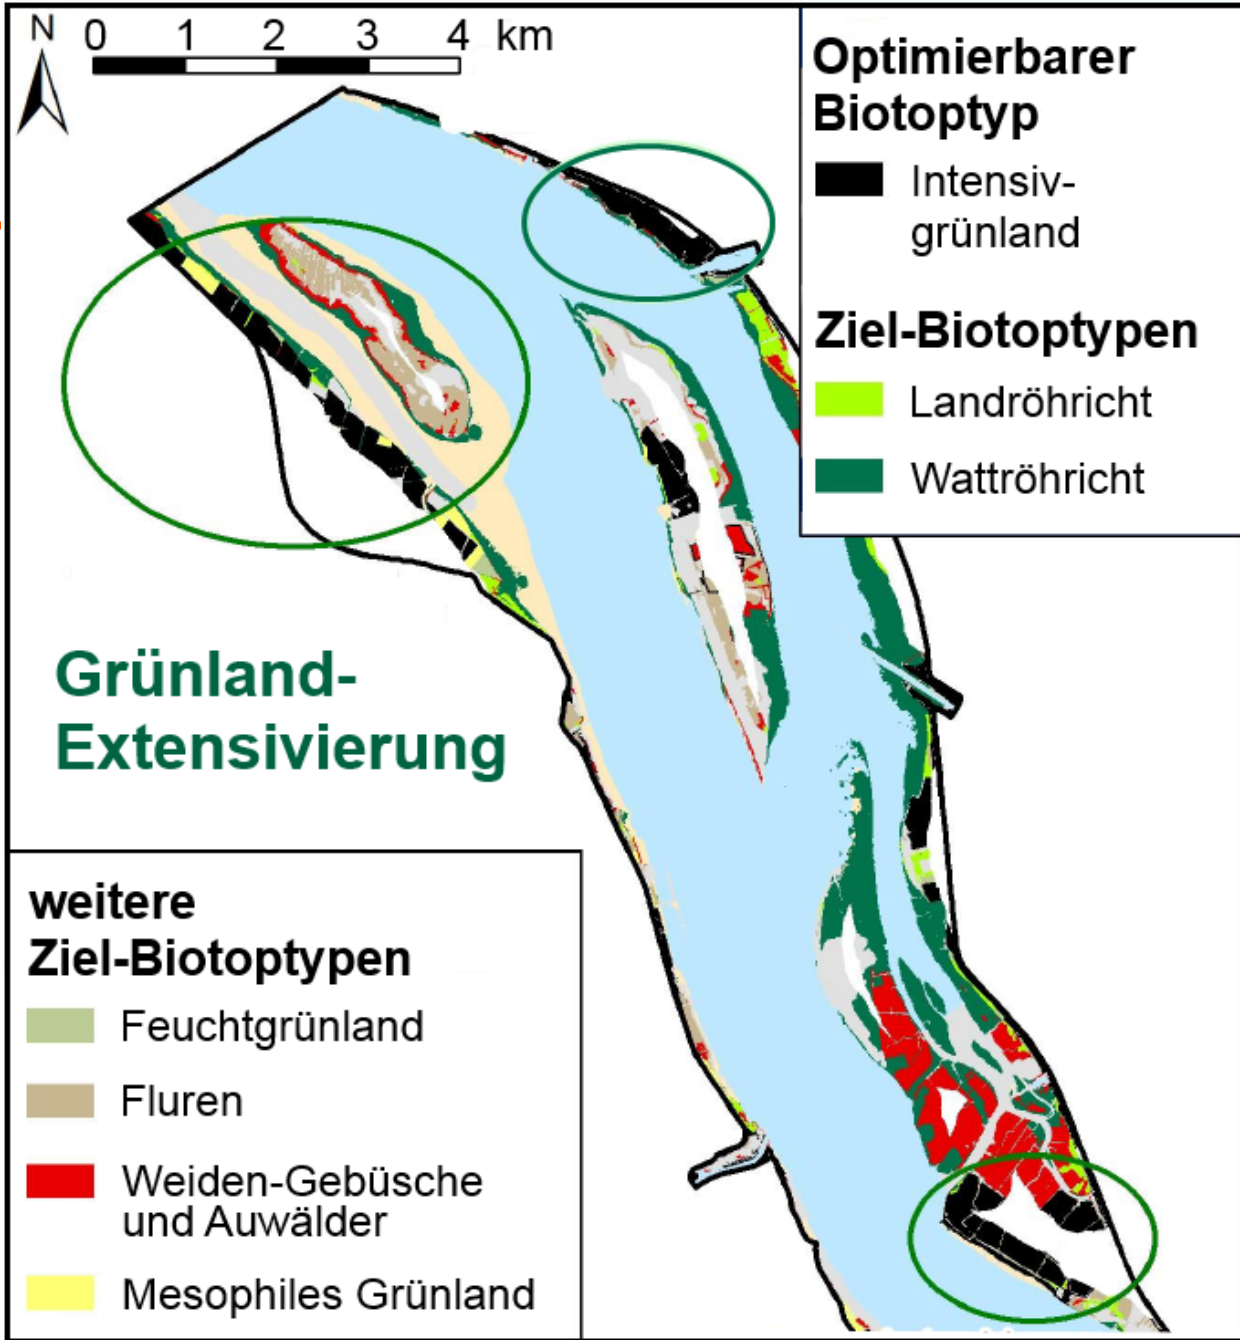 N
0 1 2 3 4 km
Optimierbarer
Biotoptyp
Intensiv-
grünland
Ziel-Biotoptypen
Landröhricht
Wattröhricht
Grünland-
Extensivierung
weitere
Ziel-Biotoptypen
Feuchtgrünland
Fluren
Weiden-Gebüsche
und Auwälder
Mesophiles Grünland